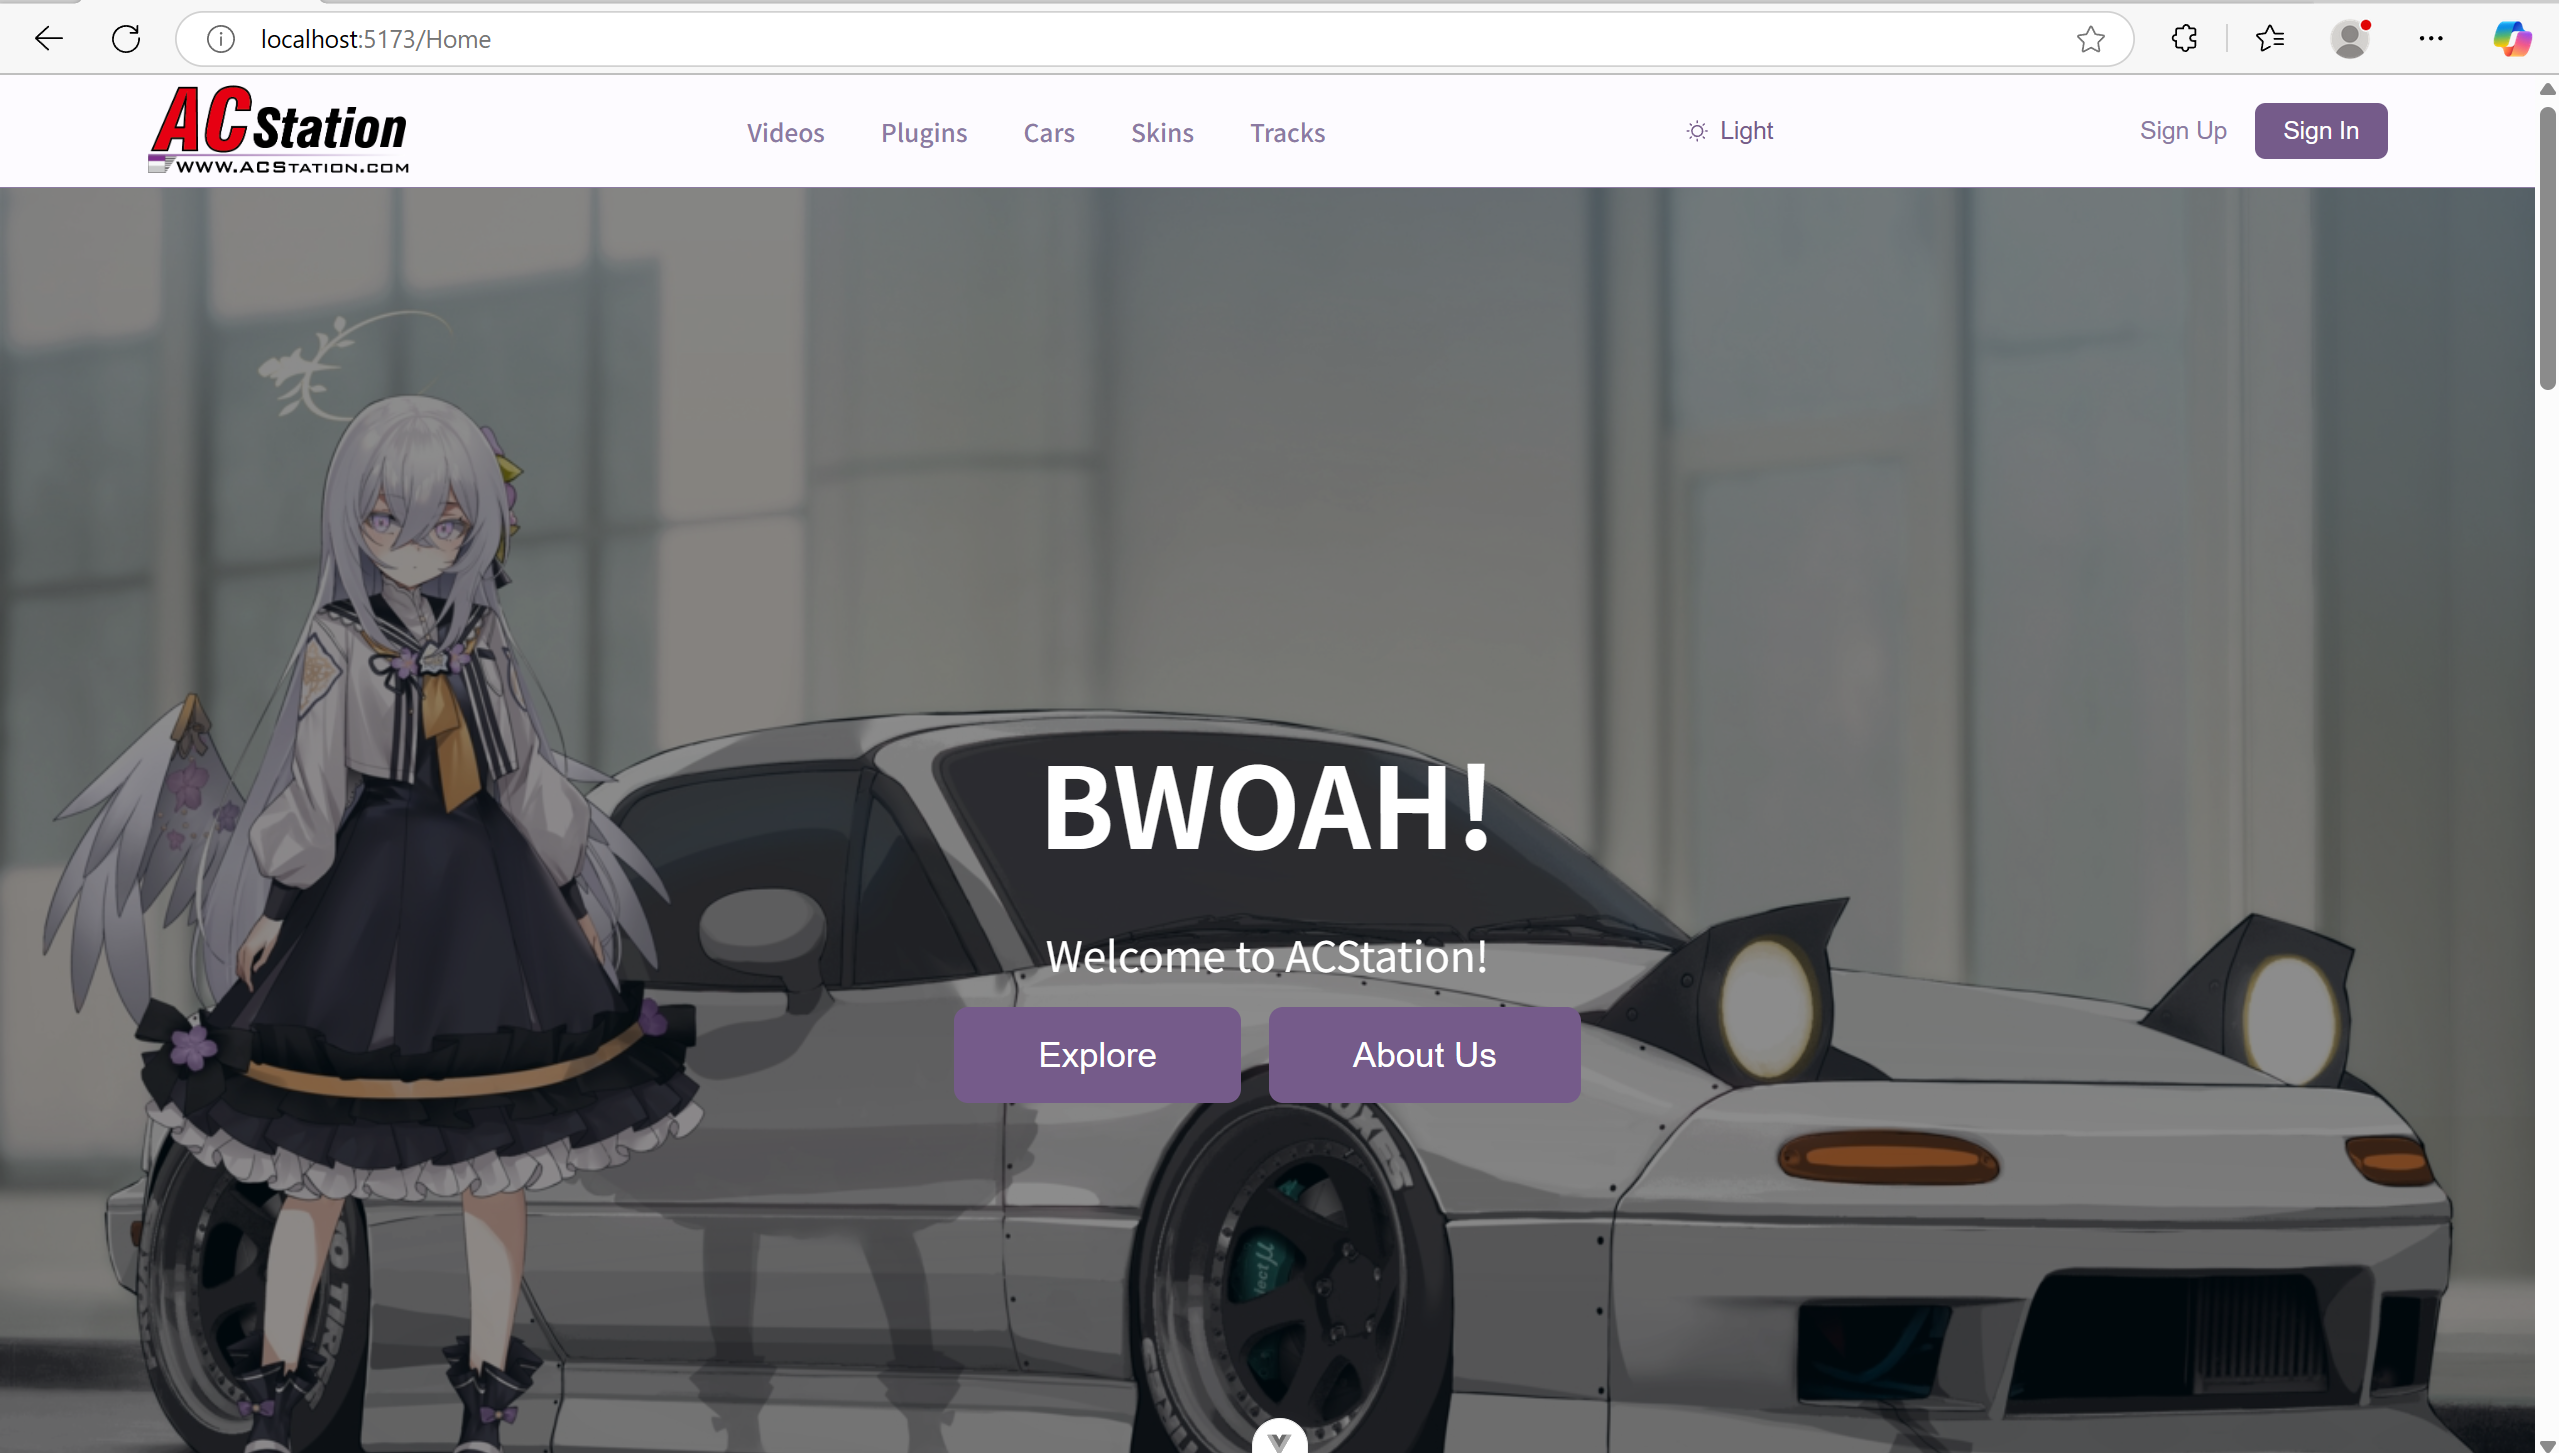 localhost:5173/Home
AC Station
WWW.ACSTATION.COM
Videos Plugins Cars Skins Tracks
Light
Sign Up Sign In
BWOAH!
Welcome to ACStation!
Explore About Us